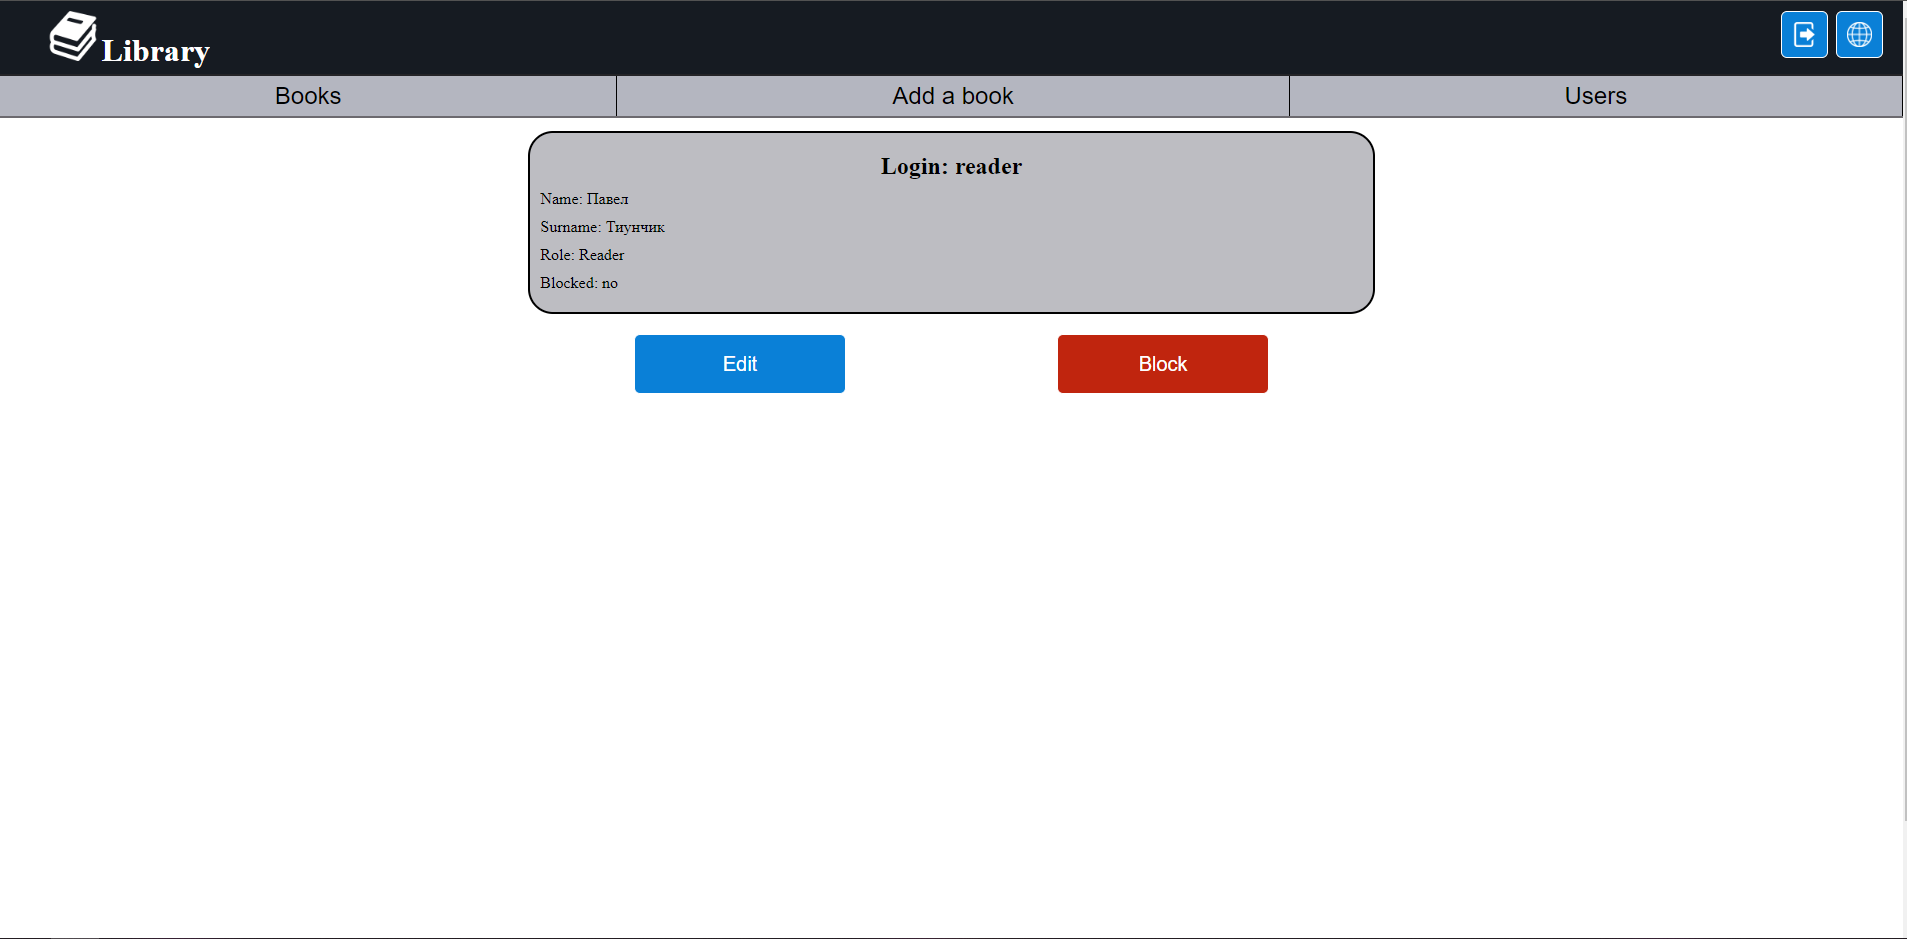 Library
Books
Add a book
Users
Login: reader
Name: Павел
Surname: Тиунчик
Role: Reader
Blocked: no
Edit
Block